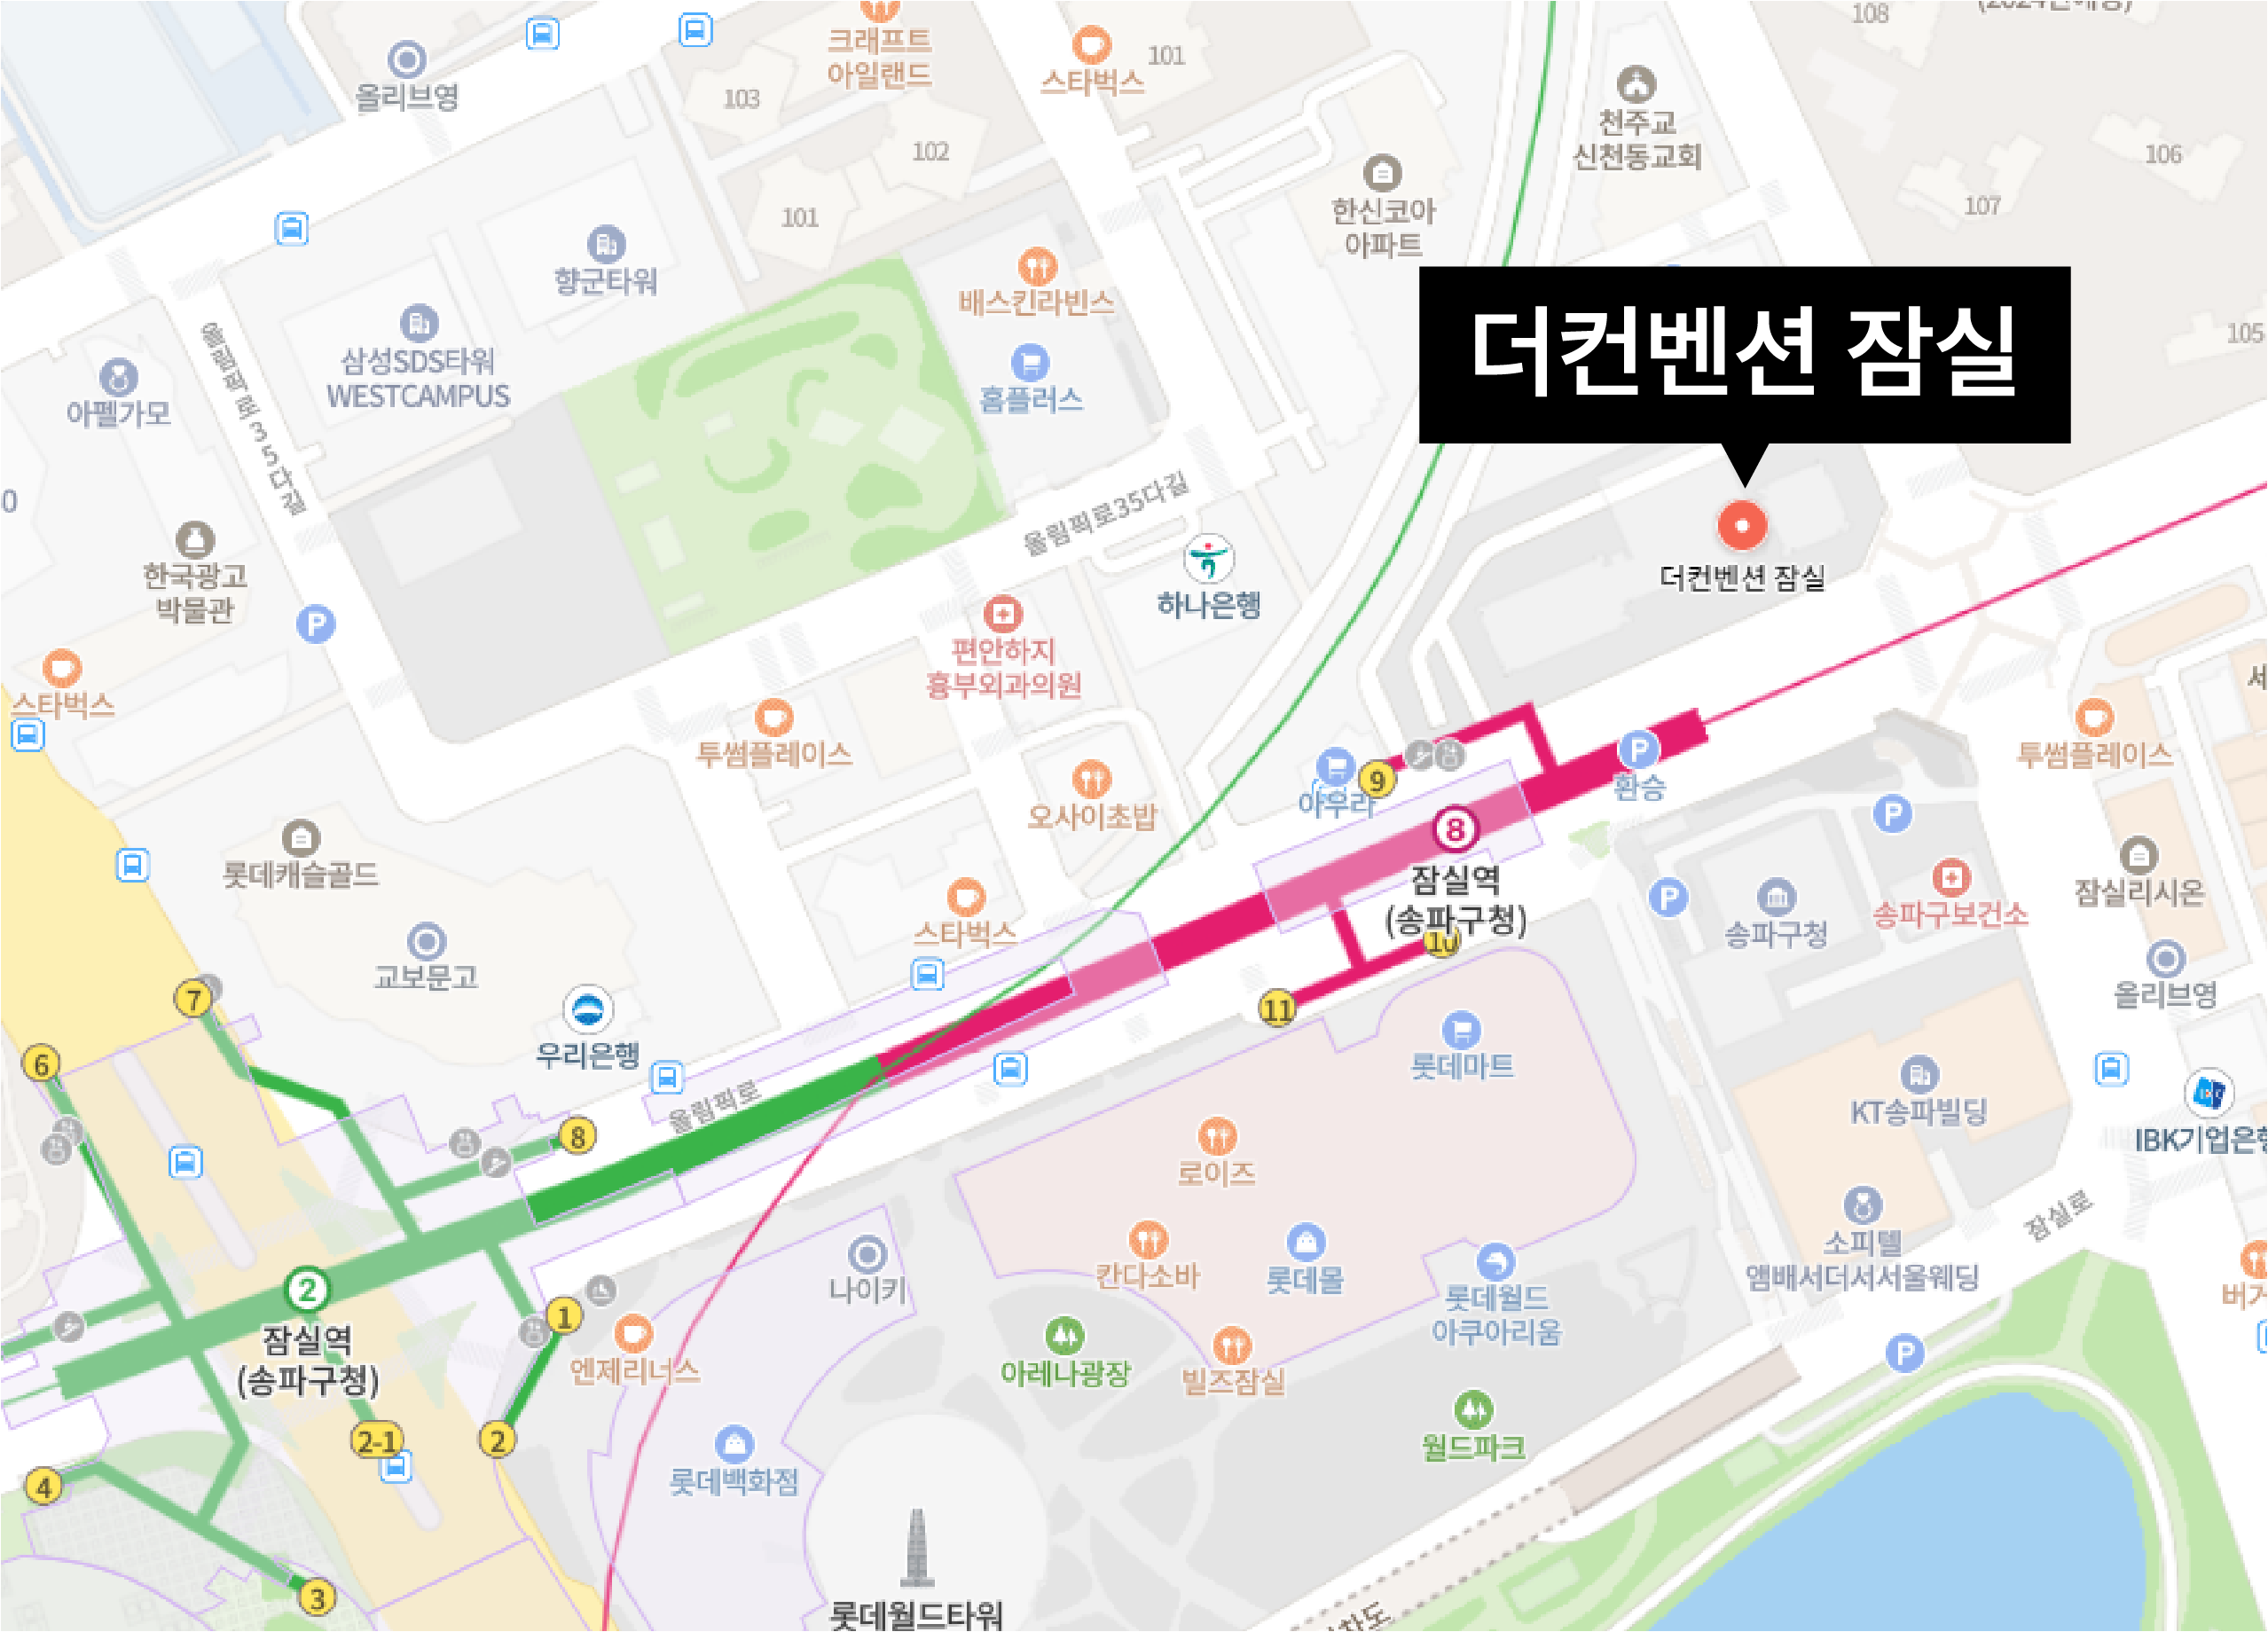 108
크래프트
아일랜드
스타벅스
101
올리브영
103
102
101
천주교
신천동교회
106
107
한신코아
아파트
향군타워
배스킨라빈스
더컨벤션 잠실
105
삼성SDS타워
WESTCAMPUS
홈플러스
아펠가모
올림픽로35다길
0
한국광고
박물관
하나은행
더컨벤션 잠실
P
편안하지
흉부외과의원
스타벅스
투썸플레이스
투썸플레이스
9
P
환승
아우라
오사이초밥
8
잠실역
(송파구청)
10
P
P
롯데캐슬골드
잠실리시온
송파구보건소
송파구청
스타벅스
교보문고
7
11
올리브영
우리은행
6
올림픽로
롯데마트
8
KT송파빌딩
IBK기업은행
로이즈
잠실로
소피텔
앰배서더서서울웨딩
나이키
칸다소바
롯데몰
롯데월드
아쿠아리움
2
잠실역
(송파구청)
1
엔제리너스
아레나광장
빌즈잠실
P
2-1
2
월드파크
롯데백화점
4
3
롯데월드타워